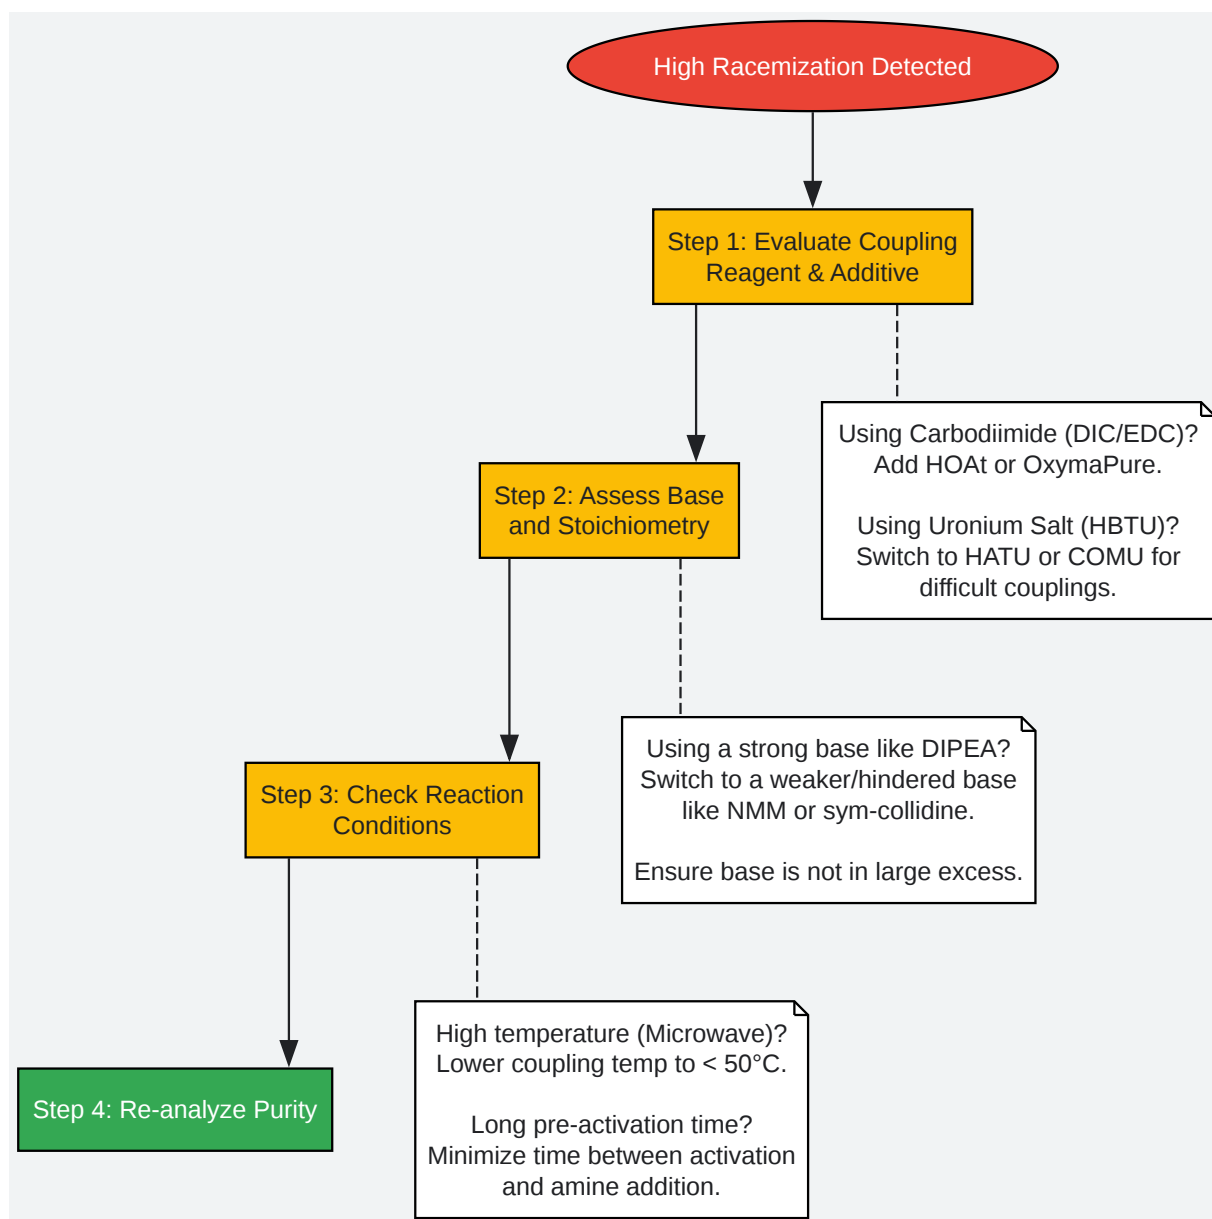 High Racemization Detected
Step 1: Evaluate Coupling
Reagent & Additive
Using Carbodiimide (DIC/EDC)?
Add HOAt or OxymaPure.
Using Uronium Salt (HBTU)?
Switch to HATU or COMU for
difficult couplings.
Step 2: Assess Base
and Stoichiometry
Using a strong base like DIPEA?
Switch to a weaker/hindered base
like NMM or sym-collidine.
Ensure base is not in large excess.
Step 3: Check Reaction
Conditions
High temperature (Microwave)?
Lower coupling temp to < 50°C.
Long pre-activation time?
Minimize time between activation
and amine addition.
Step 4: Re-analyze Purity